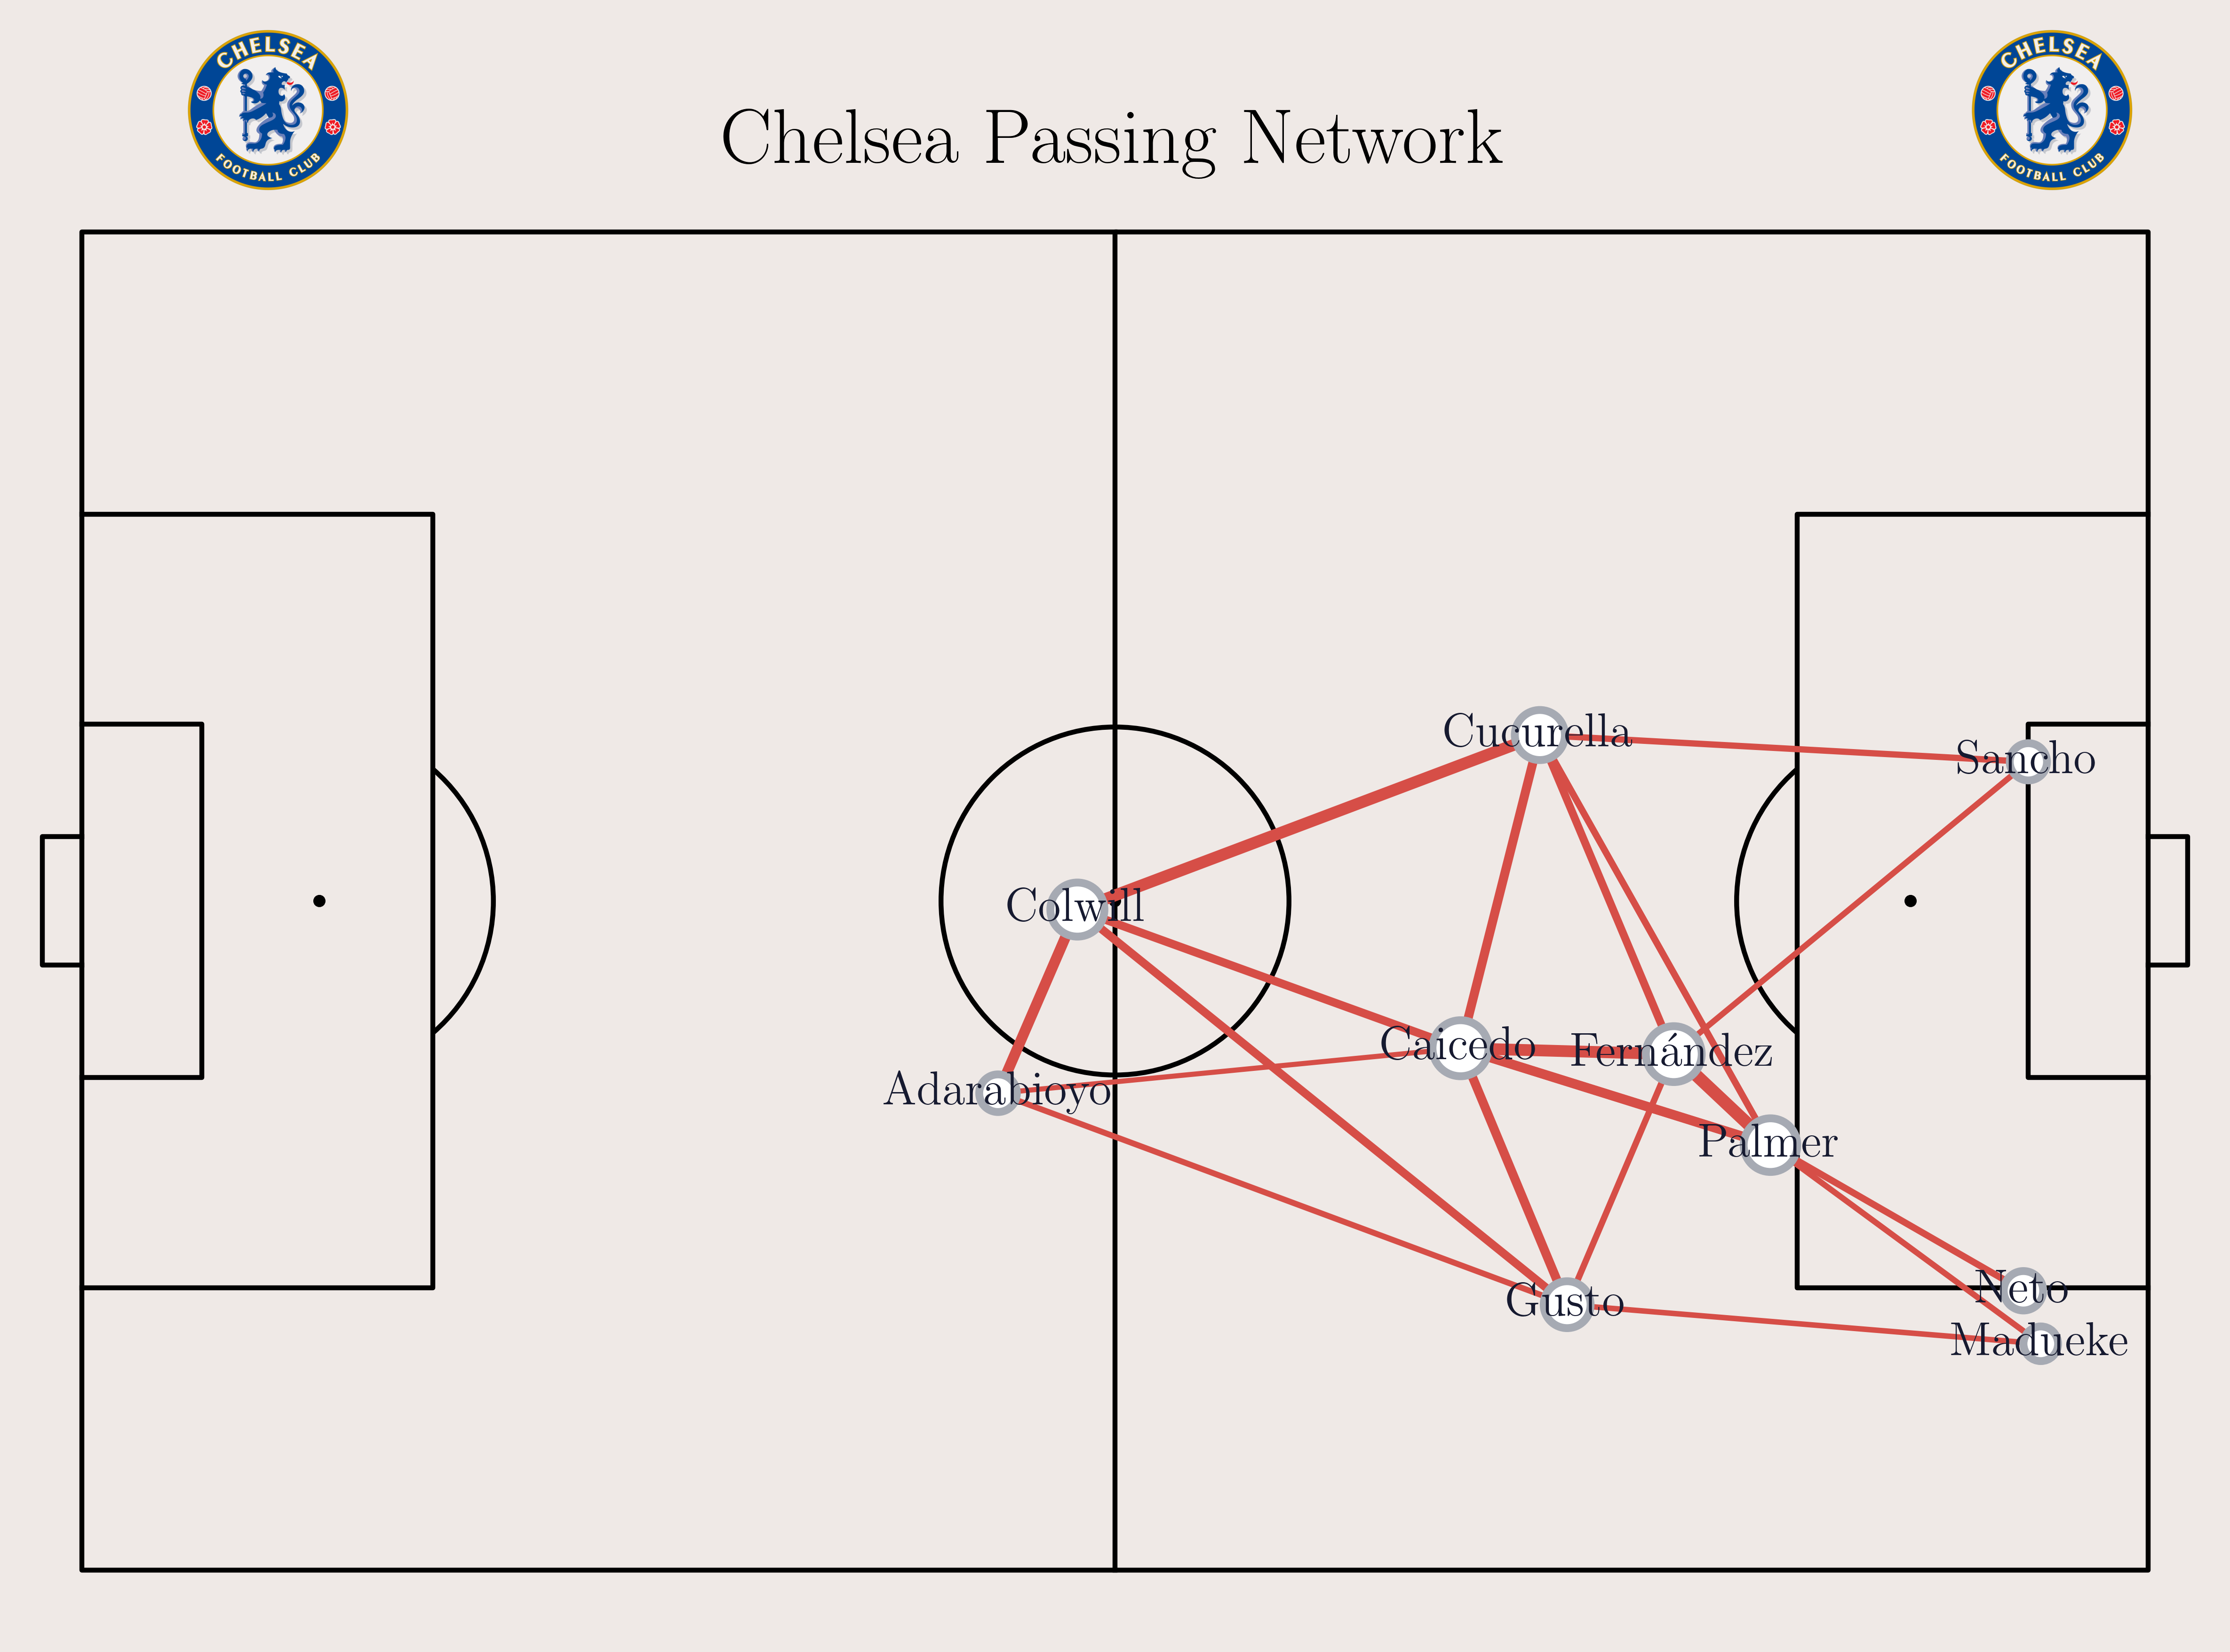 CHELSEA
FOOTBALL CLUB
CHELSEA
FOOTBALL CLUB
Chelsea Passing Network
Cucurella
Sancho
Colwill
Caicedo
Fernández
Adarabioyo
Palmer
Neto
Gusto
Madueke